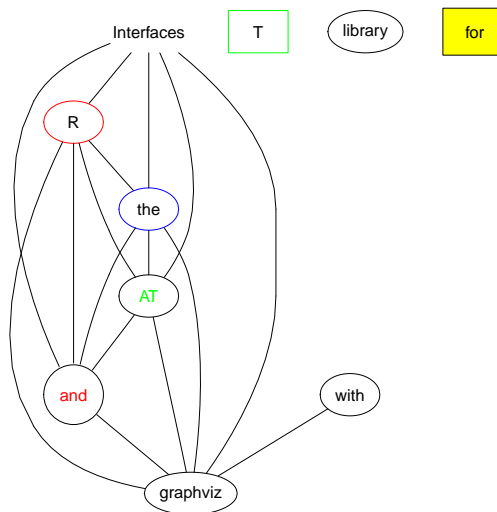 Interfaces
T
library
for
R
the
AT
and
with
graphviz